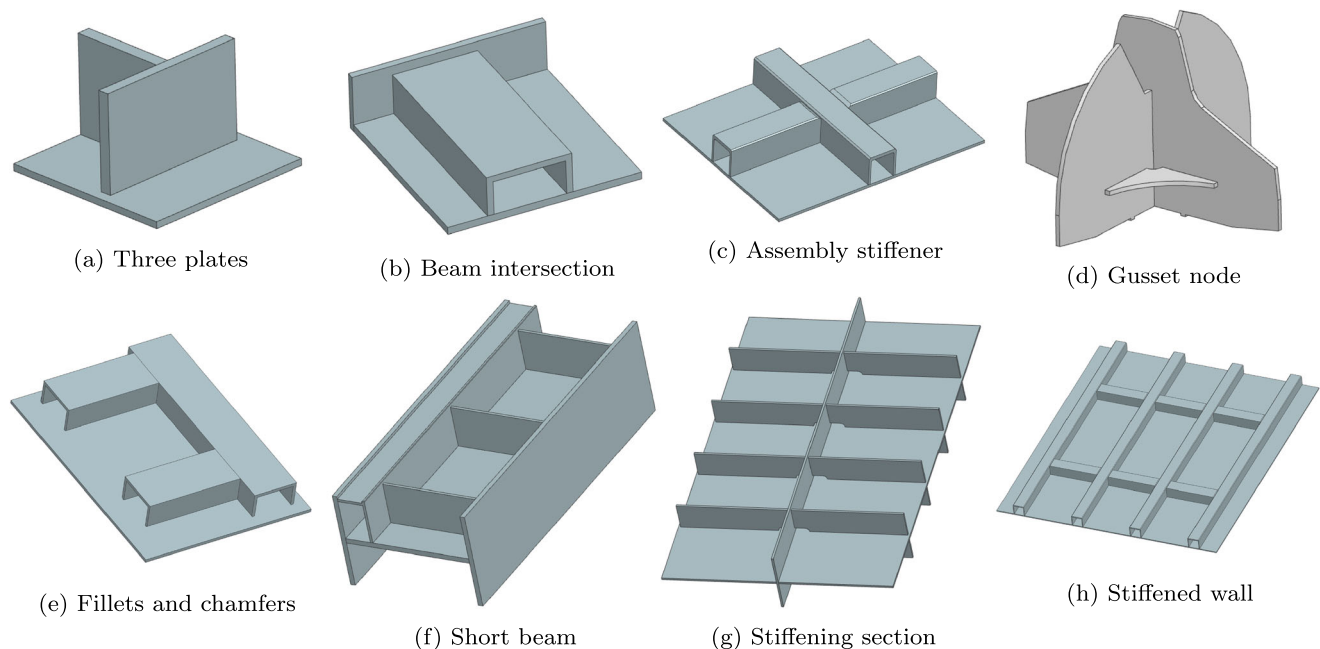 (a) Three plates
(b) Beam intersection
(c) Assembly stiffener
(d) Gusset node
(e) Fillets and chamfers
(f) Short beam
(g) Stiffening section
(h) Stiffened wall